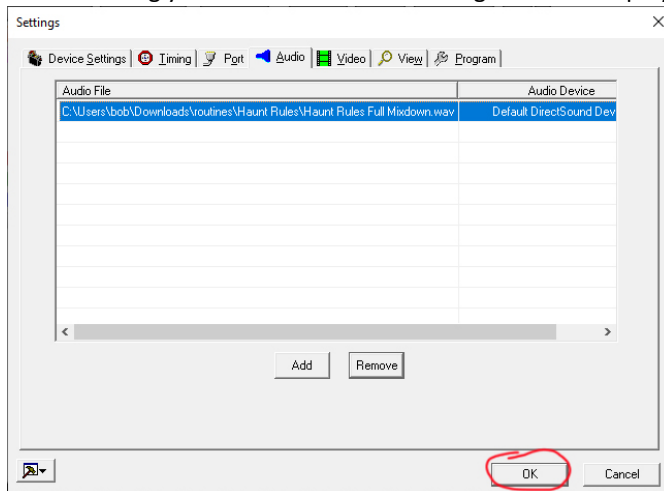 Settings
Device Settings Timing Port Audio Video View Program
Audio File Audio Device
C:\Users\bob\Downloads\routines\Haunt Rules\Haunt Rules Full Mixdown.wav Default DirectSound Dev
Add Remove
OK Cancel